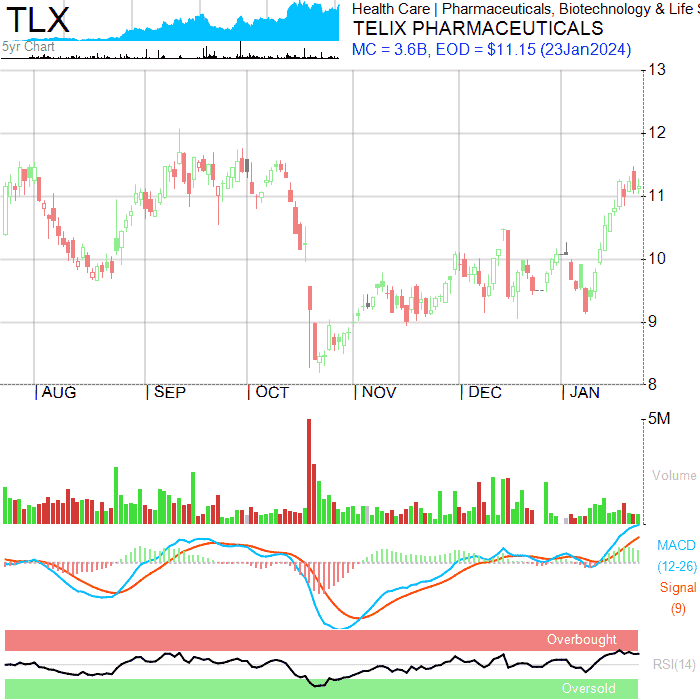 TLX
5yr Chart
Health Care | Pharmaceuticals, Biotechnology & Life
TELIX PHARMACEUTICALS
MC = 3.6B, EOD = $11.15 (23Jan2024)
13
12
11
10
9
8
| AUG | SEP | OCT | NOV | DEC | JAN
5M
Volume
MACD
(12-26)
Signal
(9)
Overbought
RSI(14)
Oversold